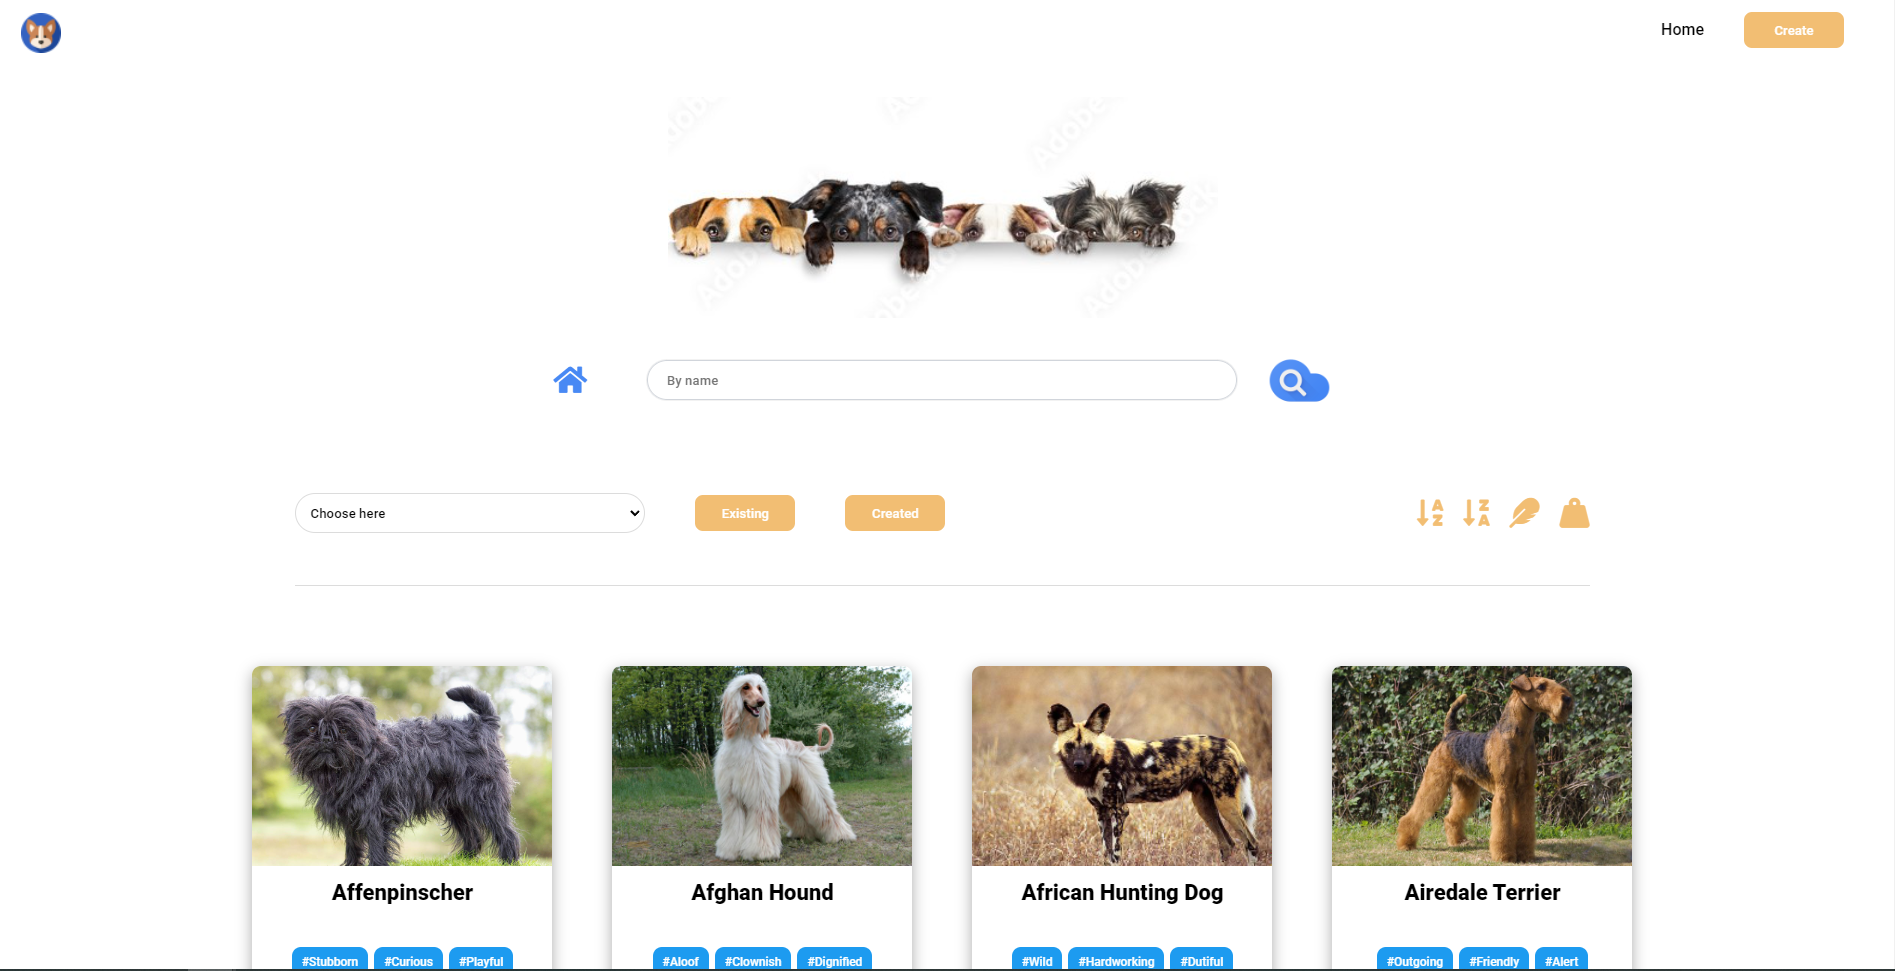 Home
Create
Adobe
By name
Choose here
Existing
Created
A
Z
Z
A
Affenpinscher
Afghan Hound
African Hunting Dog
Airedale Terrier
#Stubborn #Curious #Playful
#Aloof #Clownish #Dignified
#Wild #Hardworking #Dutiful
#Outgoing #Friendly #Alert